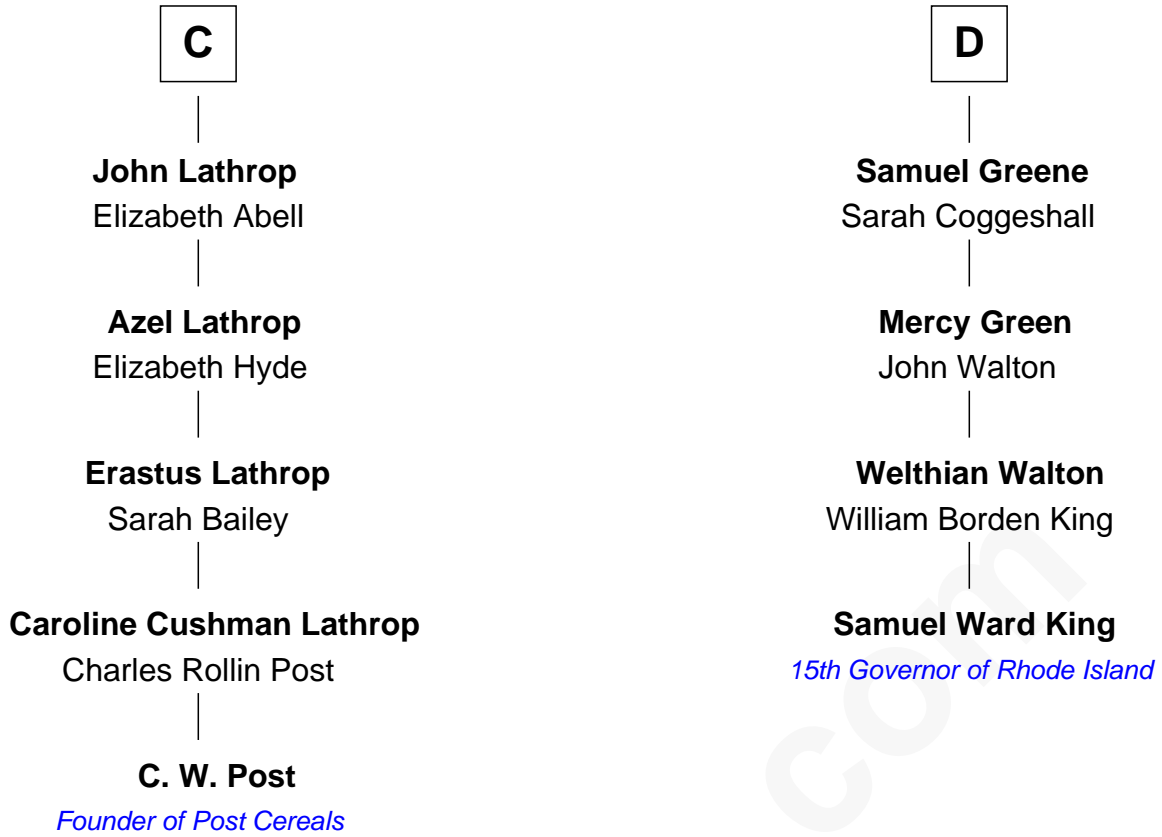 C
John Lathrop
Elizabeth Abell
Azel Lathrop
Elizabeth Hyde
Erastus Lathrop
Sarah Bailey
Caroline Cushman Lathrop
Charles Rollin Post
C. W. Post
Founder of Post Cereals
D
Samuel Greene
Sarah Coggeshall
Mercy Green
John Walton
Welthian Walton
William Borden King
Samuel Ward King
15th Governor of Rhode Island
com